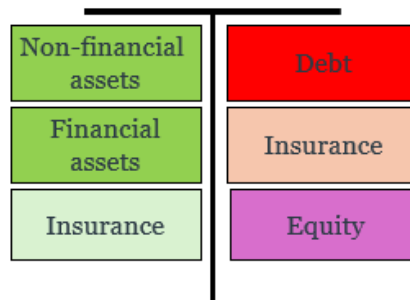 Non-financial
assets
Debt
Financial
assets
Insurance
Insurance
Equity